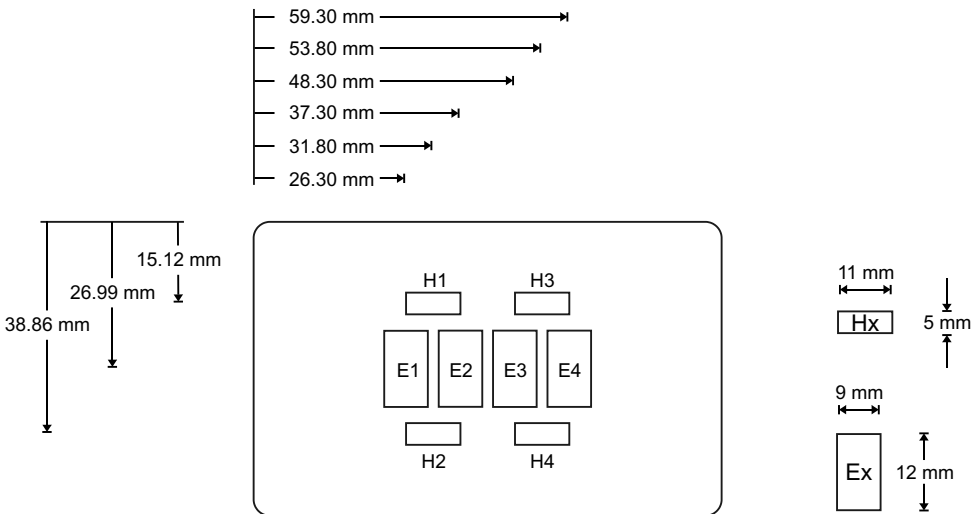 59.30 mm
53.80 mm
48.30 mm
37.30 mm
31.80 mm
26.30 mm
15.12 mm
26.99 mm
38.86 mm
H1 H3
E1 E2 E3 E4
H2 H4
11 mm
Hx 5 mm
9 mm
Ex 12 mm